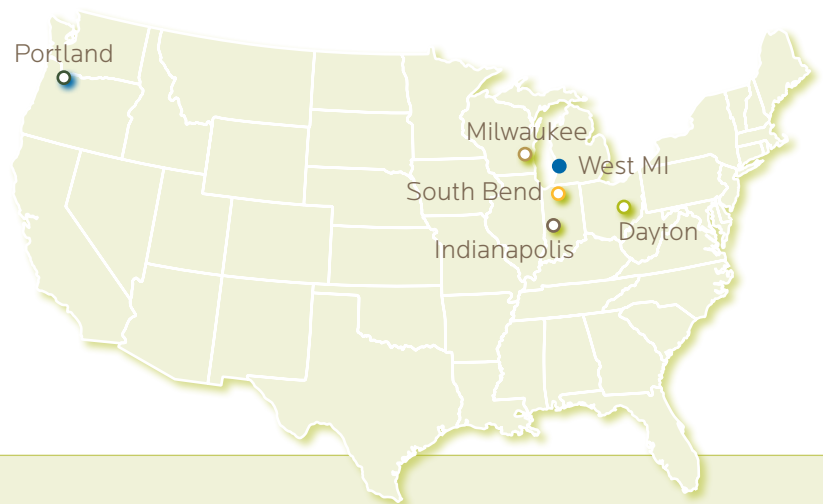 Portland
Milwaukee
West MI
South Bend
Dayton
Indianapolis